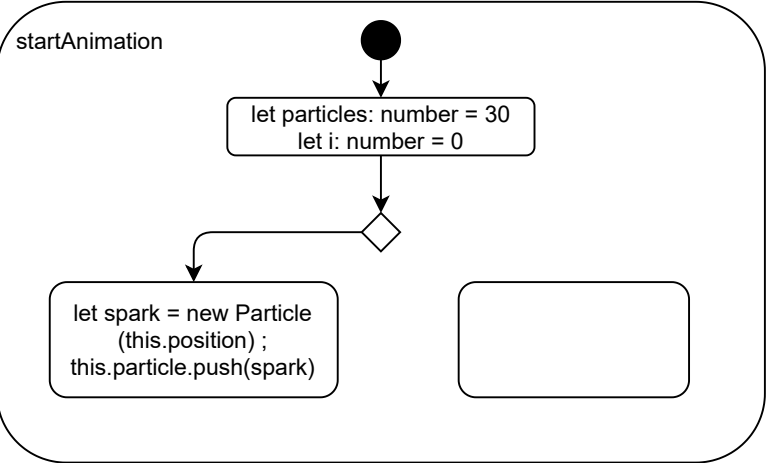 startAnimation
let particles: number = 30
let i: number = 0
let spark = new Particle
(this.position) ;
this.particle.push(spark)